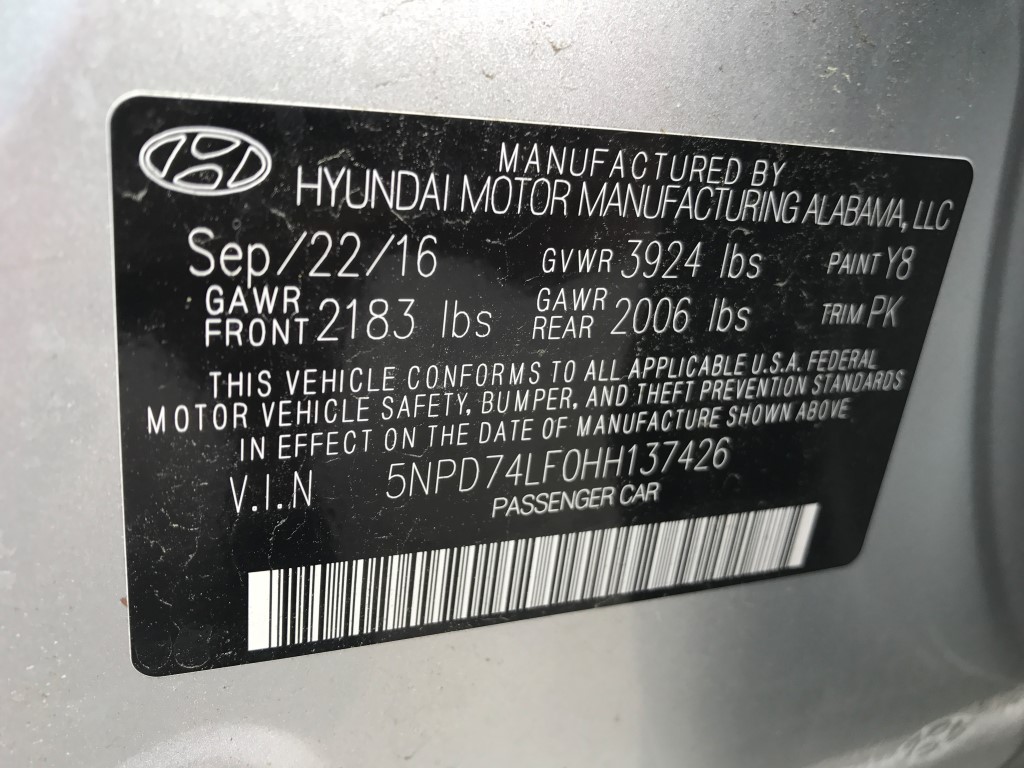 MANUFACTURED BY
HYUNDAI MOTOR MANUFACTURING ALABAMA, LLC
Sep/22/16 GVWR 3924 lbs PAINT Y8
GAWR FRONT 2183 lbs GAWR REAR 2006 lbs TRIM PK
THIS VEHICLE CONFORMS TO ALL APPLICABLE U.S.A. FEDERAL
MOTOR VEHICLE SAFETY, BUMPER, AND THEFT PREVENTION STANDARDS
IN EFFECT ON THE DATE OF MANUFACTURE SHOWN ABOVE
V.I.N 5NPD74LF0HH137426
PASSENGER CAR